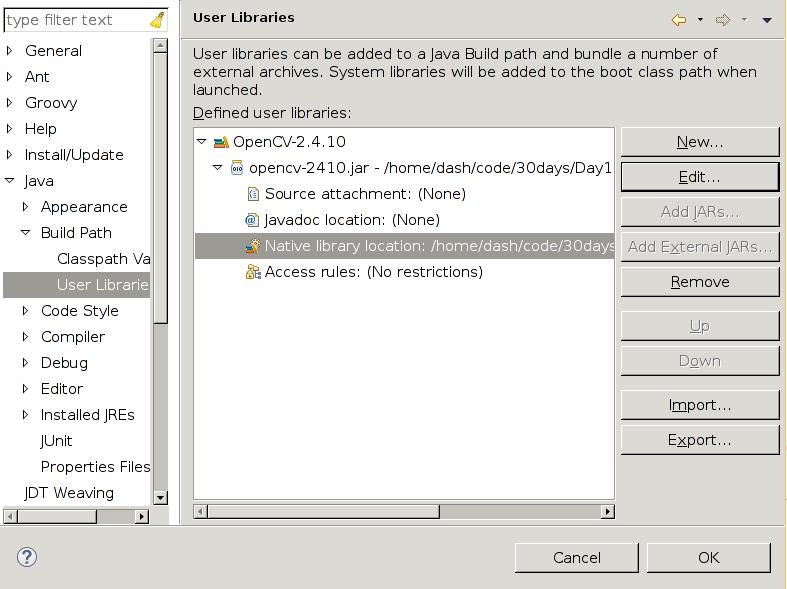 type filter text
General
Ant
Groovy
Help
Install/Update
Java
Appearance
Build Path
Classpath Va
User Librarie
Code Style
Compiler
Debug
Editor
Installed JREs
JUnit
Properties Files
JDT Weaving
User Libraries
User libraries can be added to a Java Build path and bundle a number of
external archives. System libraries will be added to the boot class path when
launched.
Defined user libraries:
OpenCV-2.4.10
opencv-2410.jar - /home/dash/code/30days/Day1
Source attachment: (None)
Javadoc location: (None)
Native library location: /home/dash/code/30days
Access rules: (No restrictions)
New...
Edit...
Add JARs...
Add External JARs...
Remove
Up
Down
Import...
Export...
Cancel
OK